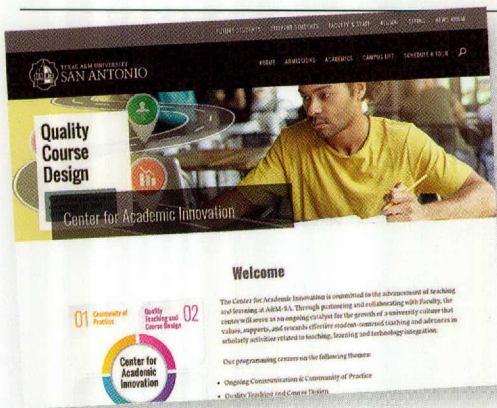 FUTURE STUDENTS CURRENT STUDENTS FACULTY & STAFF ALUMNI GIVING NEWS ROOM
TEXAS A&M UNIVERSITY
SAN ANTONIO
ABOUT ADMISSIONS ACADEMICS CAMPUS LIFE SCHEDULE A TOUR
Quality
Course
Design
Center for Academic Innovation
Welcome
The Center for Academic Innovation is committed to the advancement of teaching
and learning at A&M-SA. Through partnering and collaborating with Faculty, the
center will serve as an ongoing catalyst for the growth of a university culture that
values, supports, and rewards effective student-centered teaching and advances in
scholarly activities related to teaching, learning and technology integration.
Our programming centers on the following themes:
• Ongoing Communication & Community of Practice
• Quality Teaching and Course Design
01 Community of
Practice
Quality
Teaching and
Course Design 02
Center for
Academic
Innovation